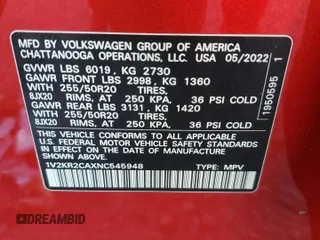 MFD. BY VOLKSWAGEN GROUP OF AMERICA
CHATTANOOGA OPERATIONS, LLC. USA 05/2022
GVWR LBS 6019, KG 2730
GAWR FRONT LBS 2998, KG 1360
WITH 255/50R20 TIRES,
8JX20 RIMS, AT 250 KPA, 36 PSI COLD
GAWR REAR LBS 3131, KG 1420
WITH 255/50R20 TIRES,
8JX20 RIMS, AT 250 KPA, 36 PSI COLD
THIS VEHICLE CONFORMS TO ALL APPLICABLE
FEDERAL MOTOR VEHICLE SAFETY
STANDARDS IN EFFECT ON THE DATE OF
MANUFACTURE SHOWN ABOVE.
1V2KR2CAXNC545948 TYPE: MPV
1950595 1
DREAMBID